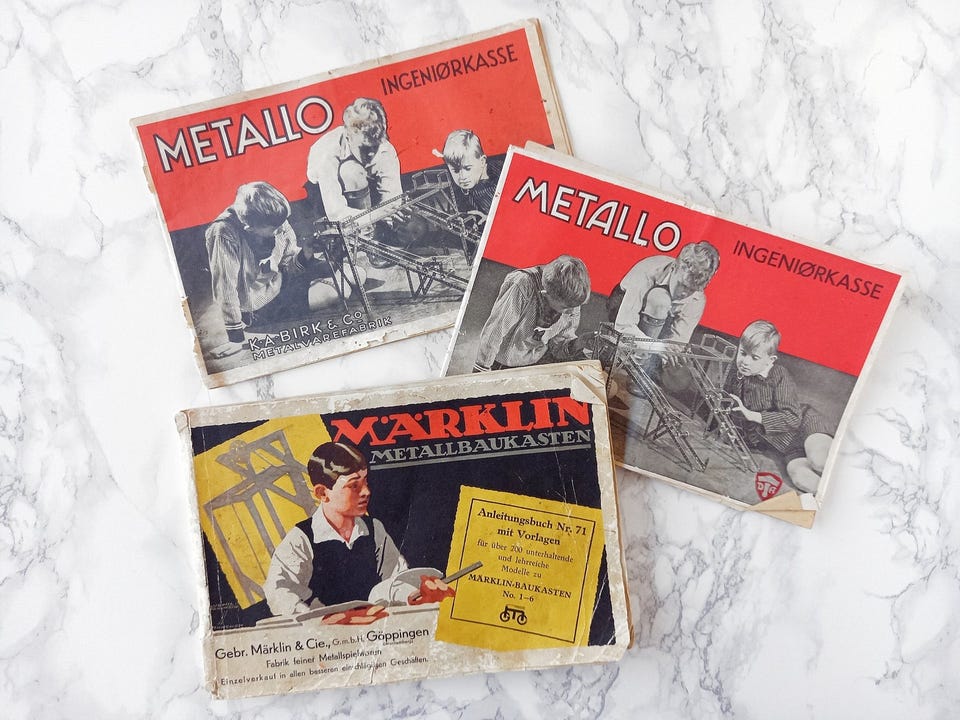 METALLO
INGENIØRKASSE
K.A. BIRK & Co
METALVAREFABRIK
METALLO
INGENIØRKASSE
MÄRKLIN
METALLBAUKASTEN
Anleitungsbuch Nr. 71
mit Vorlagen
für über 200 unterhaltende
und lehrreiche
Modelle zu
MÄRKLIN-BAUKASTEN
No. 1-6
Gebr. Märklin & Cie., G.m.b.H. Göppingen
Fabrik feiner Metallspielwaren
Einzelverkauf in allen besseren einschlägigen Geschäften.